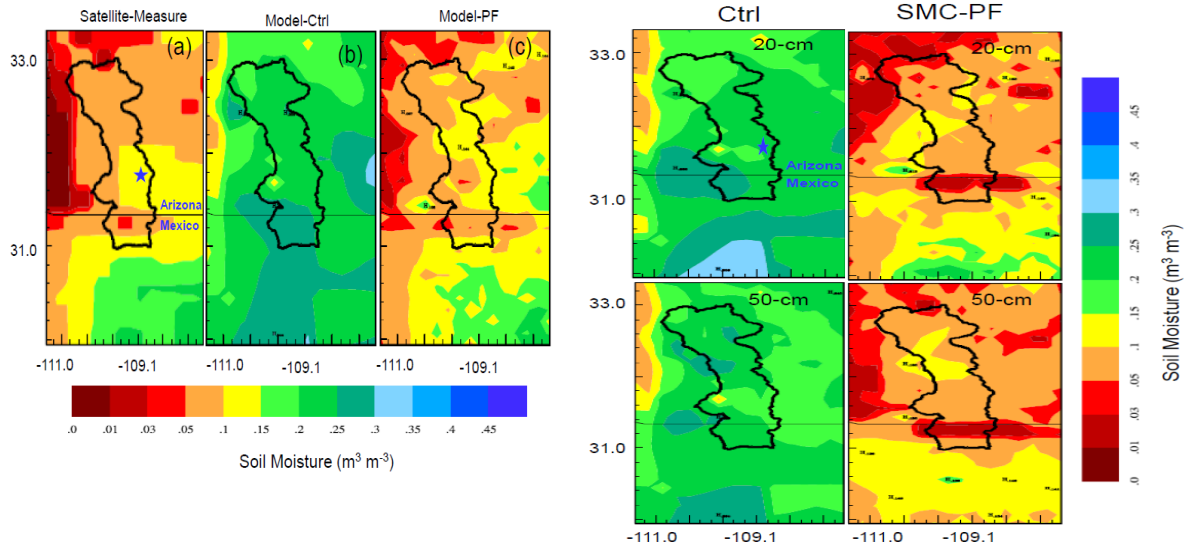 Satellite-Measure
Model-Ctrl
Model-PF
(a)
(b)
(c)
33.0
31.0
Arizona
Mexico
-111.0
-109.1
-109.1
-109.1
.0 .01 .03 .05 .1 .15 .2 .25 .3 .35 .4 .45
Soil Moisture (m³ m⁻³)
Ctrl
SMC-PF
20-cm
20-cm
33.0
31.0
Arizona
Mexico
50-cm
50-cm
33.0
31.0
-111.0
-109.1
-111.0
-109.1
.45
.45
.4
.35
.3
.25
.2
.15
.1
.05
.03
.01
.0
Soil Moisture (m³ m⁻³)